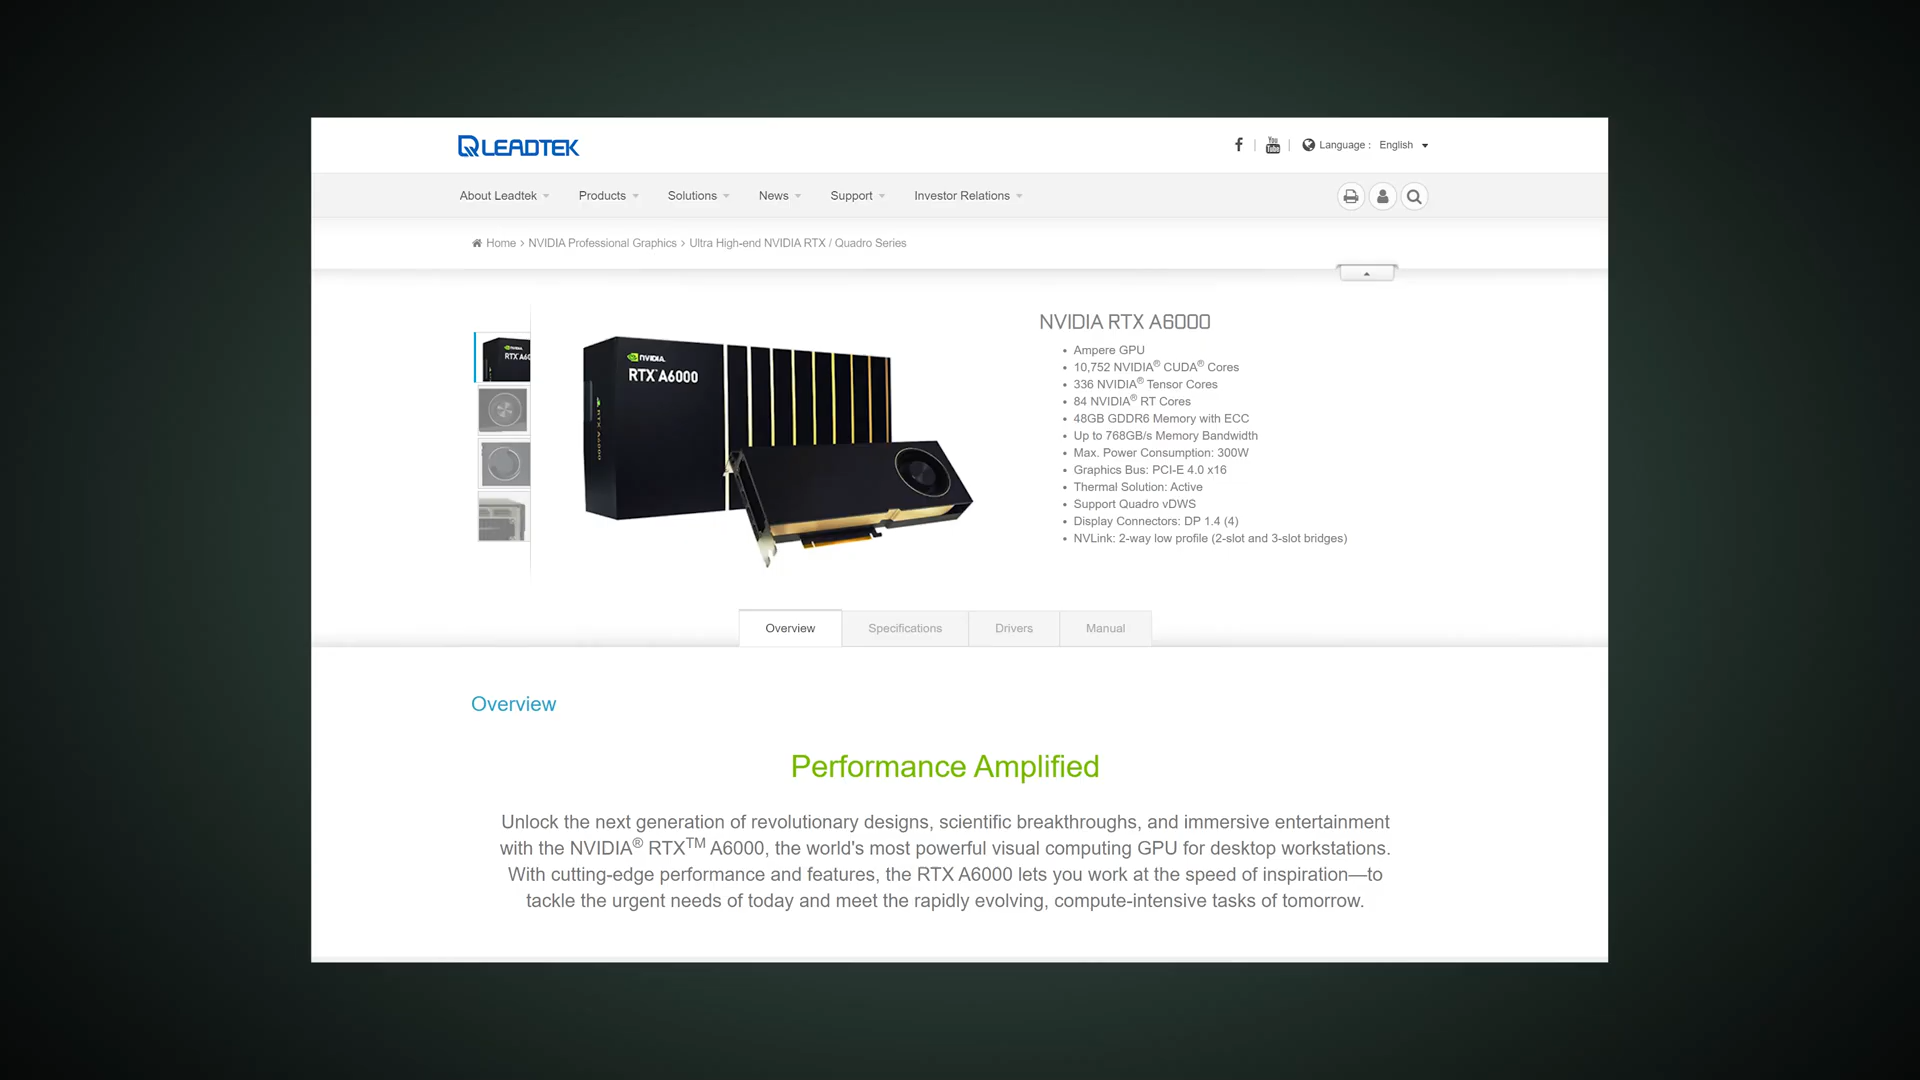 LEADTEK
You Tube
Language : English
About Leadtek Products Solutions News Support Investor Relations
Home › NVIDIA Professional Graphics › Ultra High-end NVIDIA RTX / Quadro Series
NVIDIA RTX A6000
NVIDIA.
RTX A6000
RTX A6000
NVIDIA.
RTX A60
• Ampere GPU
• 10,752 NVIDIA® CUDA® Cores
• 336 NVIDIA® Tensor Cores
• 84 NVIDIA® RT Cores
• 48GB GDDR6 Memory with ECC
• Up to 768GB/s Memory Bandwidth
• Max. Power Consumption: 300W
• Graphics Bus: PCI-E 4.0 x16
• Thermal Solution: Active
• Support Quadro vDWS
• Display Connectors: DP 1.4 (4)
• NVLink: 2-way low profile (2-slot and 3-slot bridges)
Overview Specifications Drivers Manual
Overview
Performance Amplified
Unlock the next generation of revolutionary designs, scientific breakthroughs, and immersive entertainment
with the NVIDIA® RTX™ A6000, the world's most powerful visual computing GPU for desktop workstations.
With cutting-edge performance and features, the RTX A6000 lets you work at the speed of inspiration—to
tackle the urgent needs of today and meet the rapidly evolving, compute-intensive tasks of tomorrow.